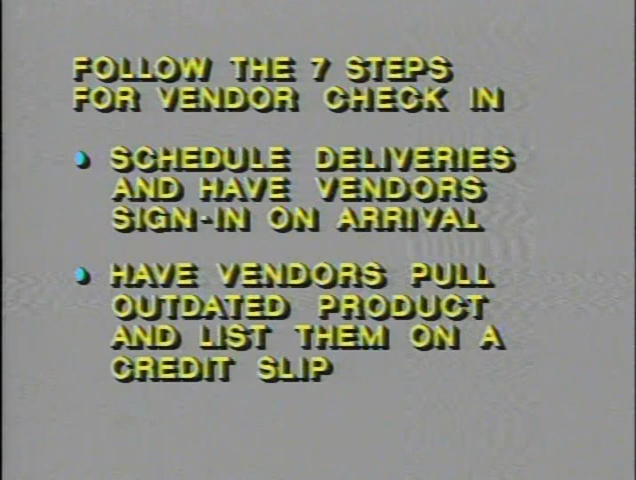 FOLLOW THE 7 STEPS
FOR VENDOR CHECK IN
• SCHEDULE DELIVERIES
AND HAVE VENDORS
SIGN-IN ON ARRIVAL
• HAVE VENDORS PULL
OUTDATED PRODUCT
AND LIST THEM ON A
CREDIT SLIP